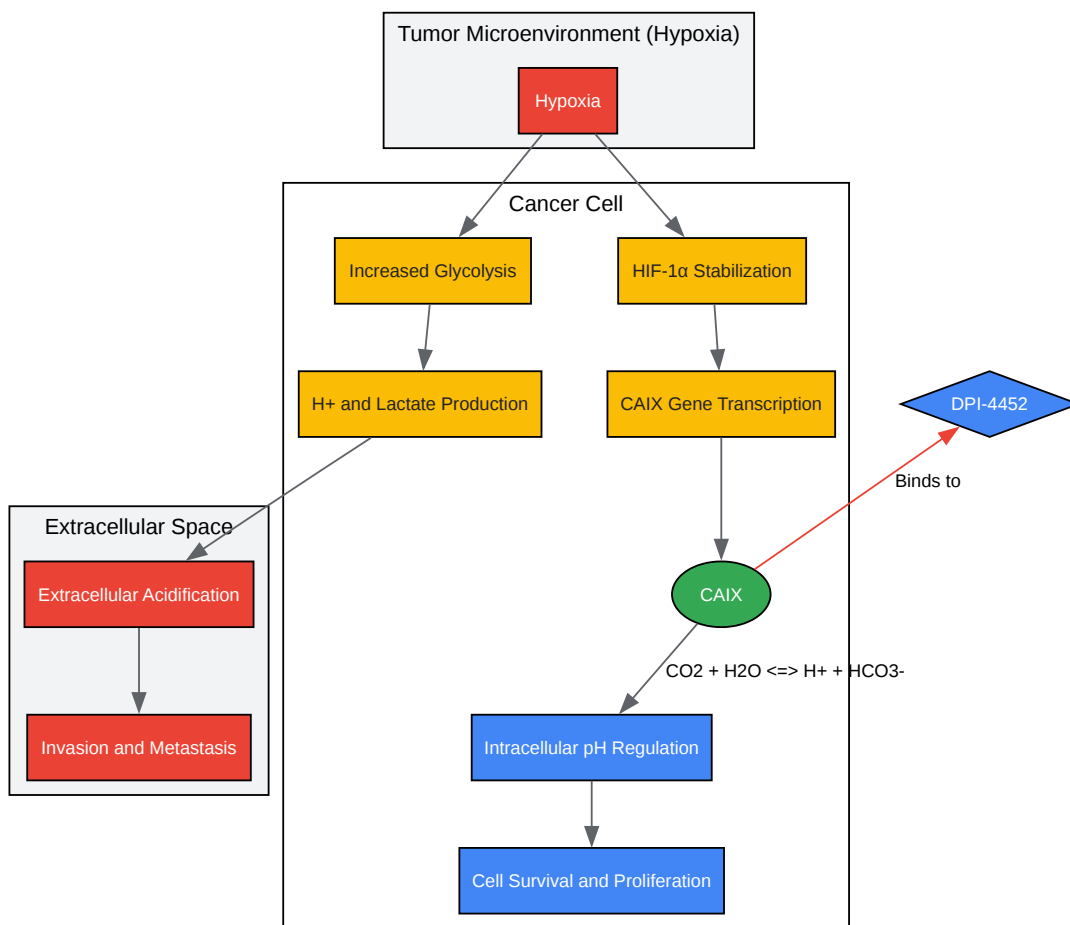 Tumor Microenvironment (Hypoxia)
Hypoxia
Cancer Cell
Increased Glycolysis
HIF-1α Stabilization
H+ and Lactate Production
CAIX Gene Transcription
DPI-4452
Binds to
Extracellular Space
Extracellular Acidification
CAIX
CO2 + H2O <=> H+ + HCO3-
Invasion and Metastasis
Intracellular pH Regulation
Cell Survival and Proliferation